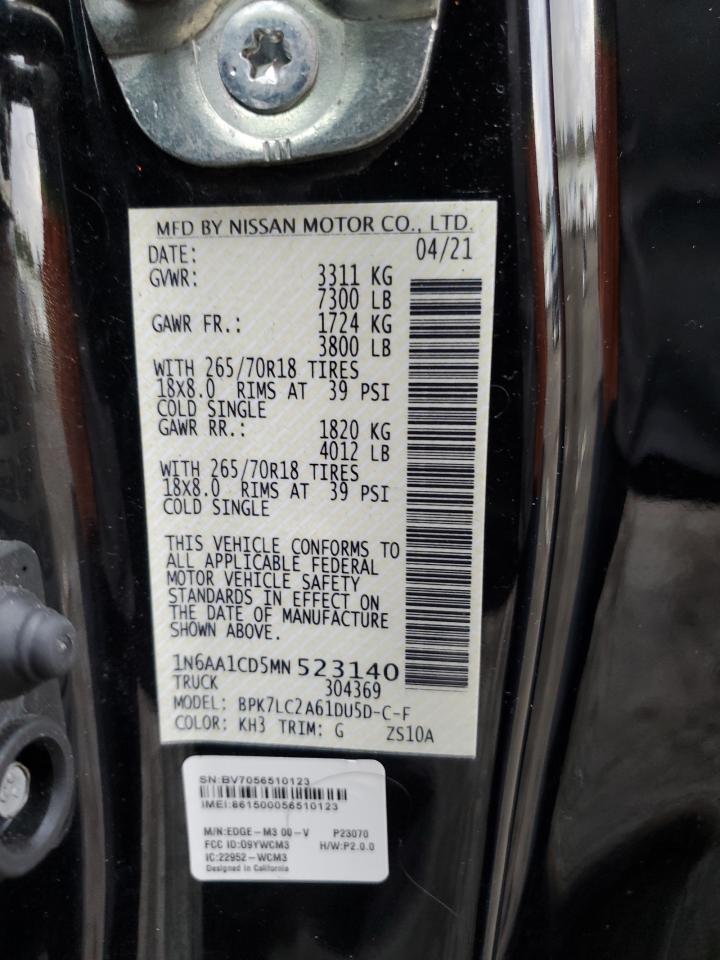 MFD BY NISSAN MOTOR CO., LTD.
DATE: 04/21
GVWR: 3311 KG
7300 LB
GAWR FR.: 1724 KG
3800 LB
WITH 265/70R18 TIRES
18X8.0 RIMS AT 39 PSI
COLD SINGLE
GAWR RR.: 1820 KG
4012 LB
WITH 265/70R18 TIRES
18X8.0 RIMS AT 39 PSI
COLD SINGLE
THIS VEHICLE CONFORMS TO
ALL APPLICABLE FEDERAL
MOTOR VEHICLE SAFETY
STANDARDS IN EFFECT ON
THE DATE OF MANUFACTURE
SHOWN ABOVE.
1N6AA1CD5MN 523140
TRUCK 304369
MODEL: BPK7LC2A61DU5D-C-F
COLOR: KH3 TRIM: G ZS10A
SN:BV7056510123
IMEI:861500056510123
M/N:EDGE-M3 00-V P23070
FCC ID:O9YWCM3 H/W:P2.0.0
IC:22952-WCM3
Designed in California